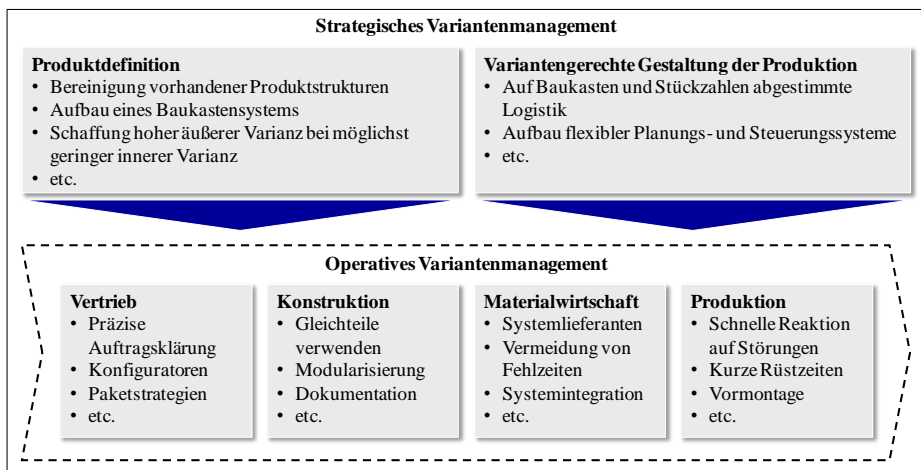 Strategisches Variantenmanagement
Produktdefinition
• Bereinigung vorhandener Produktstrukturen
• Aufbau eines Baukastensystems
• Schaffung hoher äußerer Varianz bei möglichst
geringer innerer Varianz
• etc.
Variantengerechte Gestaltung der Produktion
• Auf Baukasten und Stückzahlen abgestimmte
Logistik
• Aufbau flexibler Planungs- und Steuerungssysteme
• etc.
Operatives Variantenmanagement
Vertrieb
• Präzise
Auftragsklärung
• Konfiguratoren
• Paketstrategien
• etc.
Konstruktion
• Gleichteile
verwenden
• Modularisierung
• Dokumentation
• etc.
Materialwirtschaft
• Systemlieferanten
• Vermeidung von
Fehlzeiten
• Systemintegration
• etc.
Produktion
• Schnelle Reaktion
auf Störungen
• Kurze Rüstzeiten
• Vormontage
• etc.